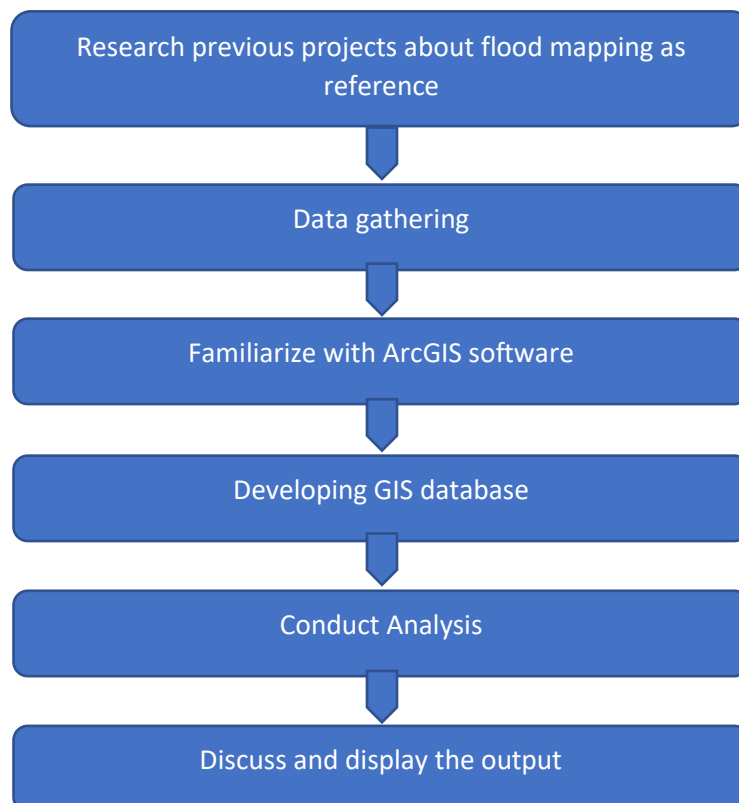 Research previous projects about flood mapping as
reference
Data gathering
Familiarize with ArcGIS software
Developing GIS database
Conduct Analysis
Discuss and display the output